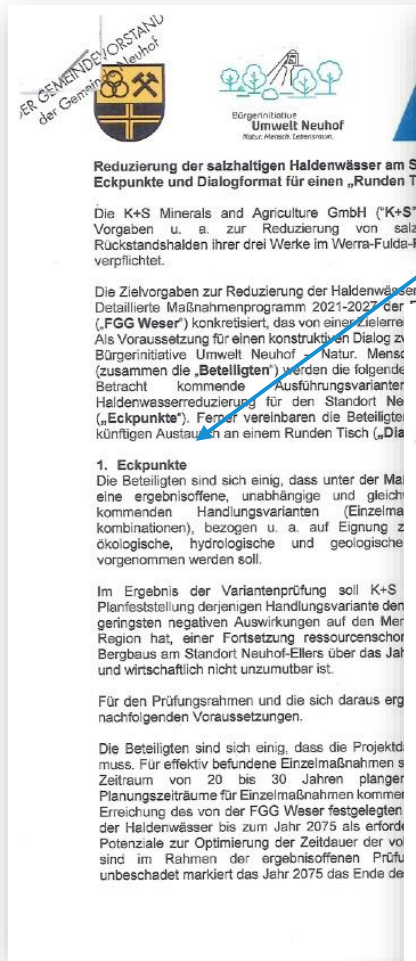 DER GEMEINDEVORSTAND
der Gemeinde Neuhof
Bürgerinitiative
Umwelt Neuhof
Natur. Mensch. Lebensraum.
Reduzierung der salzhaltigen Haldenwässer am S
Eckpunkte und Dialogformat für einen „Runden T
Die K+S Minerals and Agriculture GmbH ("K+S"
Vorgaben u. a. zur Reduzierung von salz
Rückstandshalden ihrer drei Werke im Werra-Fulda-
verpflichtet.
Die Zielvorgaben zur Reduzierung der Haldenwässer
Detaillierte Maßnahmenprogramm 2021-2027 der
(„FGG Weser") konkretisiert, das von einer Zielerrei
Als Voraussetzung für einen konstruktiven Dialog zw
Bürgerinitiative Umwelt Neuhof – Natur. Mensc
(zusammen die „Beteiligten") werden die folgende
Betracht kommende Ausführungsvarianten
Haldenwasserreduzierung für den Standort Ne
(„Eckpunkte"). Ferner vereinbaren die Beteiligte
künftigen Austausch an einem Runden Tisch („Dia
1. Eckpunkte
Die Beteiligten sind sich einig, dass unter der Maß
eine ergebnisoffene, unabhängige und gleich
kommenden Handlungsvarianten (Einzelma
kombinationen), bezogen u. a. auf Eignung z
ökologische, hydrologische und geologische
vorgenommen werden soll.
Im Ergebnis der Variantenprüfung soll K+S
Planfeststellung derjenigen Handlungsvariante den
geringsten negativen Auswirkungen auf den Men
Region hat, einer Fortsetzung ressourcenschon
Bergbaus am Standort Neuhof-Ellers über das Jah
und wirtschaftlich nicht unzumutbar ist.
Für den Prüfungsrahmen und die sich daraus erg
nachfolgenden Voraussetzungen.
Die Beteiligten sind sich einig, dass die Projektd
muss. Für effektiv befundene Einzelmaßnahmen s
Zeitraum von 20 bis 30 Jahren planger
Planungszeiträume für Einzelmaßnahmen kommen
Erreichung des von der FGG Weser festgelegten
der Haldenwässer bis zum Jahr 2075 als erforde
Potenziale zur Optimierung der Zeitdauer der vol
sind im Rahmen der ergebnisoffenen Prüfu
unbeschadet markiert das Jahr 2075 das Ende de